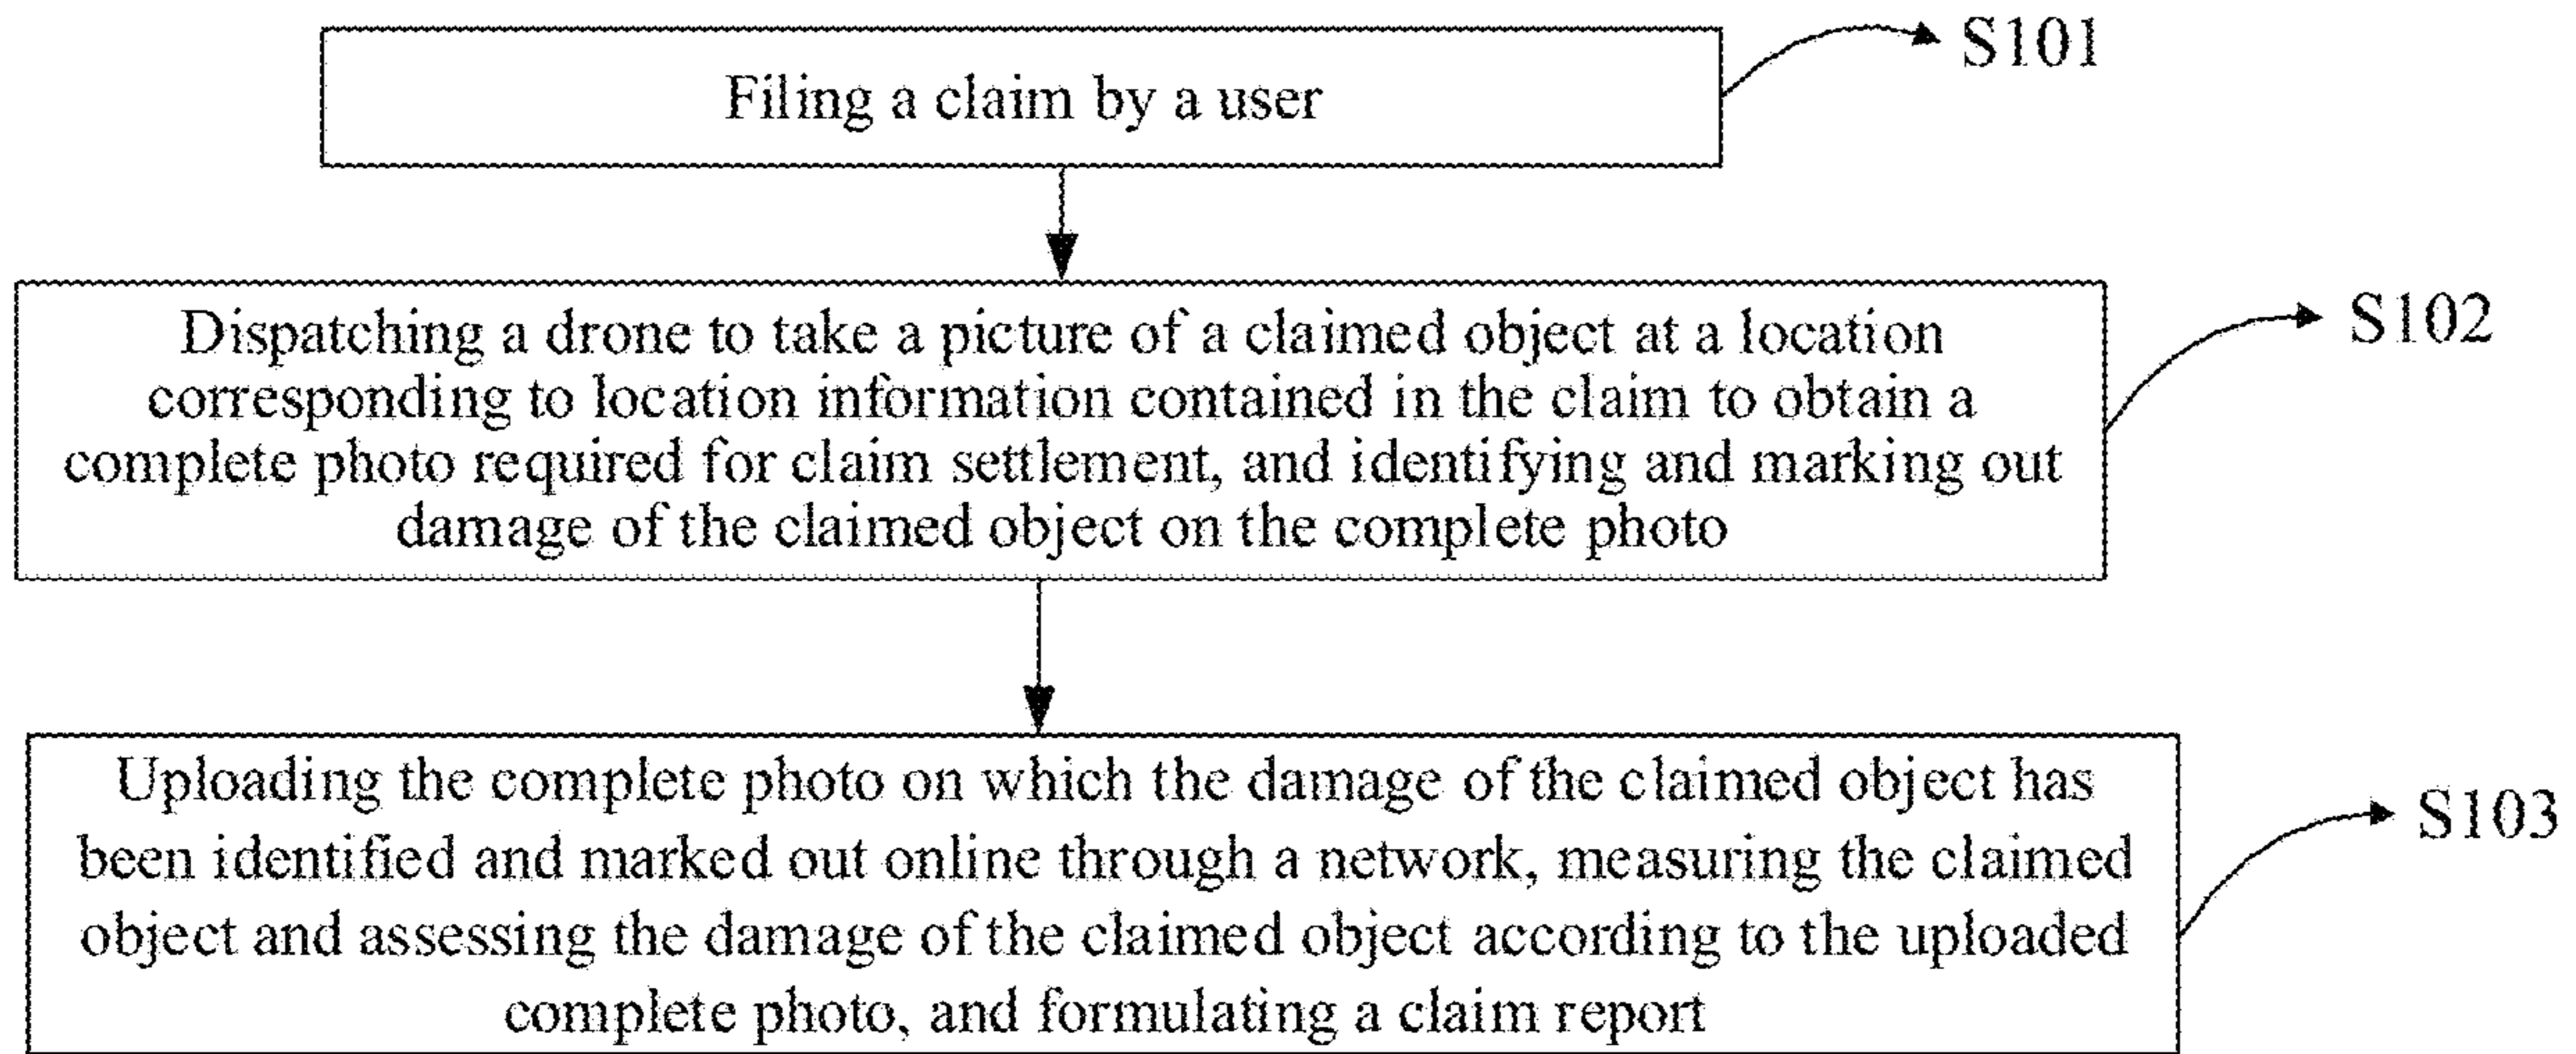 Filing a claim by a user
S101
Dispatching a drone to take a picture of a claimed object at a location
corresponding to location information contained in the claim to obtain a
complete photo required for claim settlement, and identifying and marking out
damage of the claimed object on the complete photo
S102
Uploading the complete photo on which the damage of the claimed object has
been identified and marked out online through a network, measuring the claimed
object and assessing the damage of the claimed object according to the uploaded
complete photo, and formulating a claim report
S103